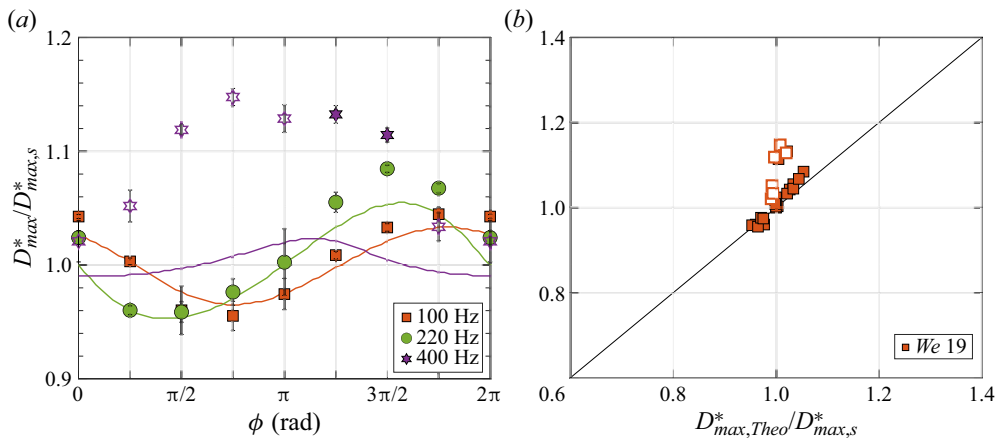 (a)
1.2
1.1
1.0
0.9
D*max/D*max,s
0
π/2
π
3π/2
2π
ϕ (rad)
100 Hz
220 Hz
400 Hz
(b)
1.4
1.2
1.0
0.8
0.6
0.6
0.8
1.0
1.2
1.4
D*max,Theo/D*max,s
We 19